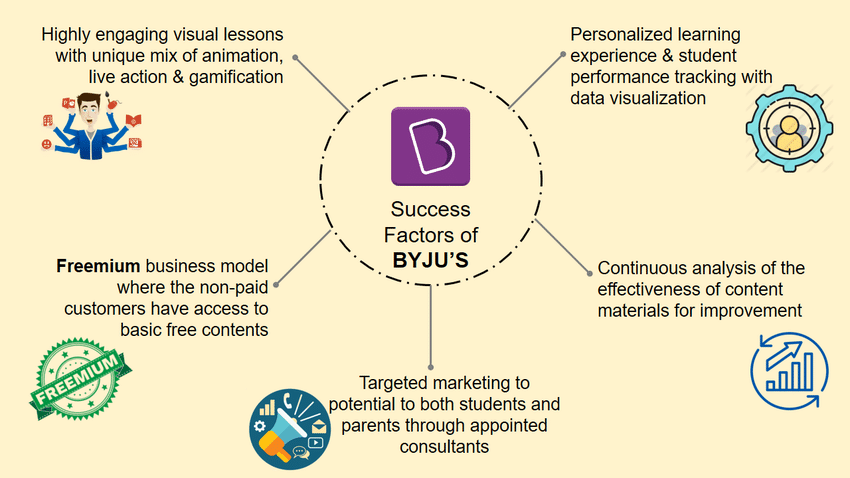 Highly engaging visual lessons
with unique mix of animation,
live action & gamification
Personalized learning
experience & student
performance tracking with
data visualization
B
Success
Factors of
BYJU'S
Freemium business model
where the non-paid
customers have access to
basic free contents
FREEMIUM
Continuous analysis of the
effectiveness of content
materials for improvement
Targeted marketing to
potential to both students and
parents through appointed
consultants